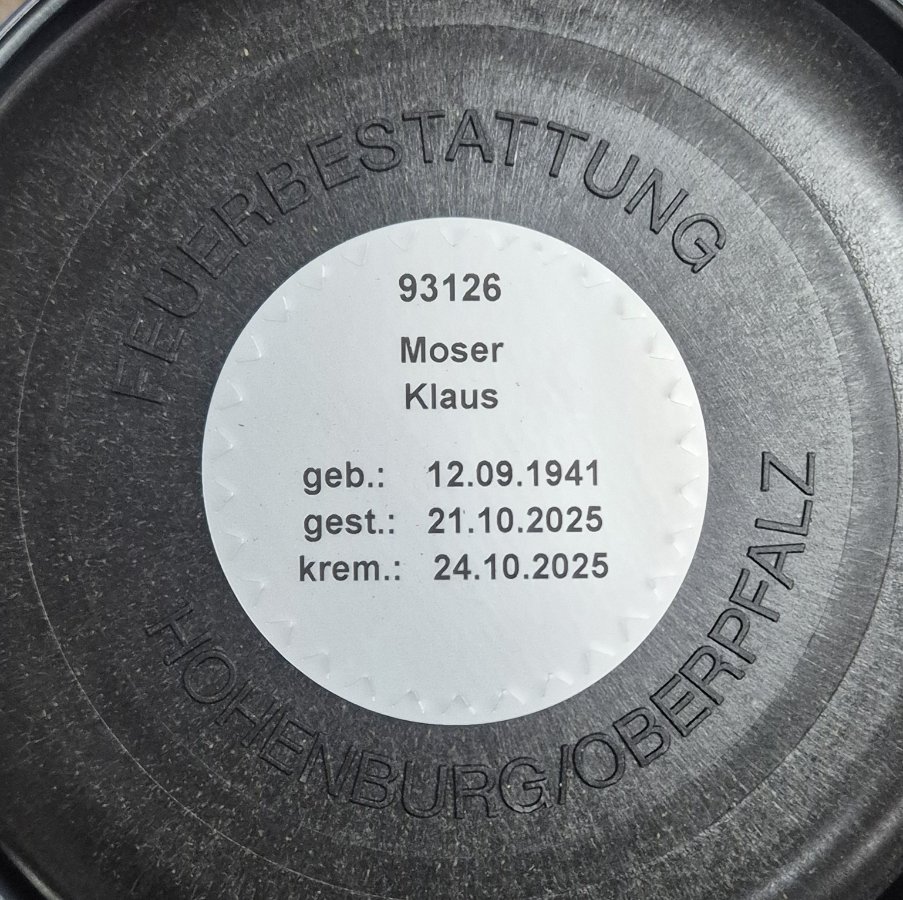 FEUERBESTATTUNG
93126
Moser
Klaus
geb.: 12.09.1941
gest.: 21.10.2025
krem.: 24.10.2025
HOHENBURG/OBERPFALZ